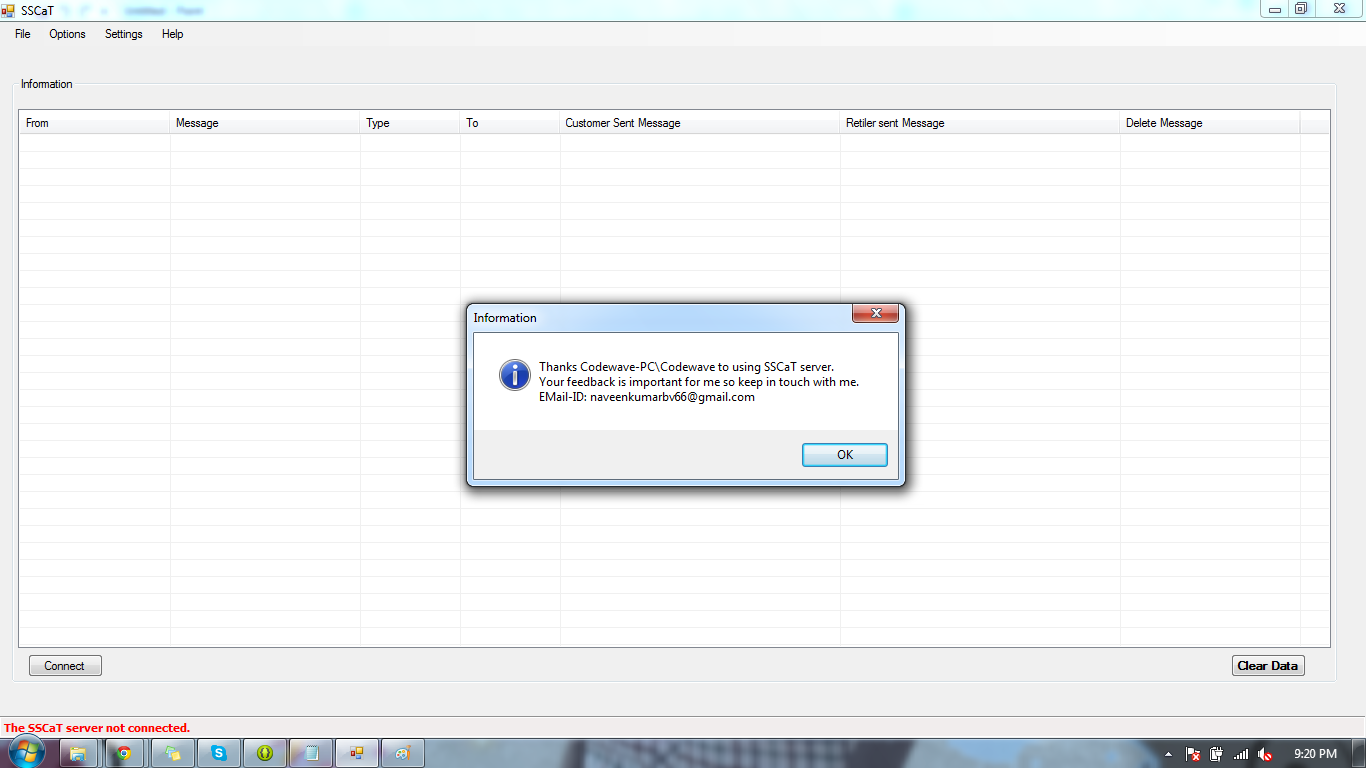 SSCaT
File Options Settings Help
Information
From Message Type To Customer Sent Message Retiler sent Message Delete Message
Information
Thanks Codewave-PC\Codewave to using SSCaT server.
Your feedback is important for me so keep in touch with me.
EMail-ID: naveenkumarbv66@gmail.com
OK
Connect Clear Data
The SSCaT server not connected.
9:20 PM